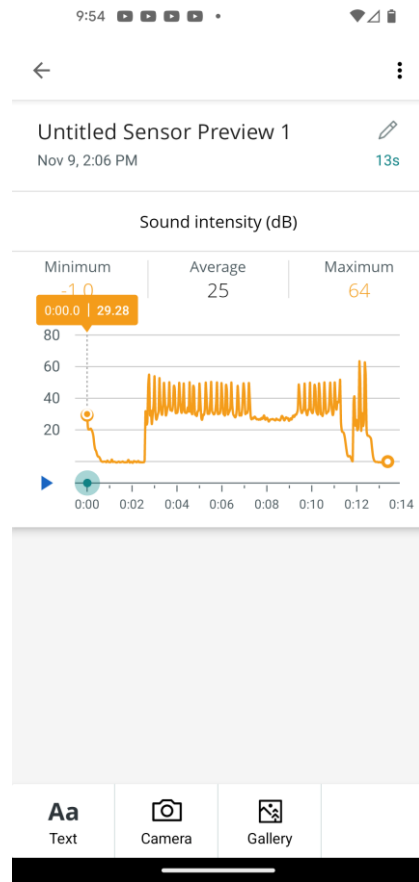 9:54
Untitled Sensor Preview 1
Nov 9, 2:06 PM
13s
Sound intensity (dB)
Minimum Average Maximum
-1.0 25 64
0:00.0 | 29.28
80
60
40
20
0:00 0:02 0:04 0:06 0:08 0:10 0:12 0:14
Aa
Text Camera Gallery